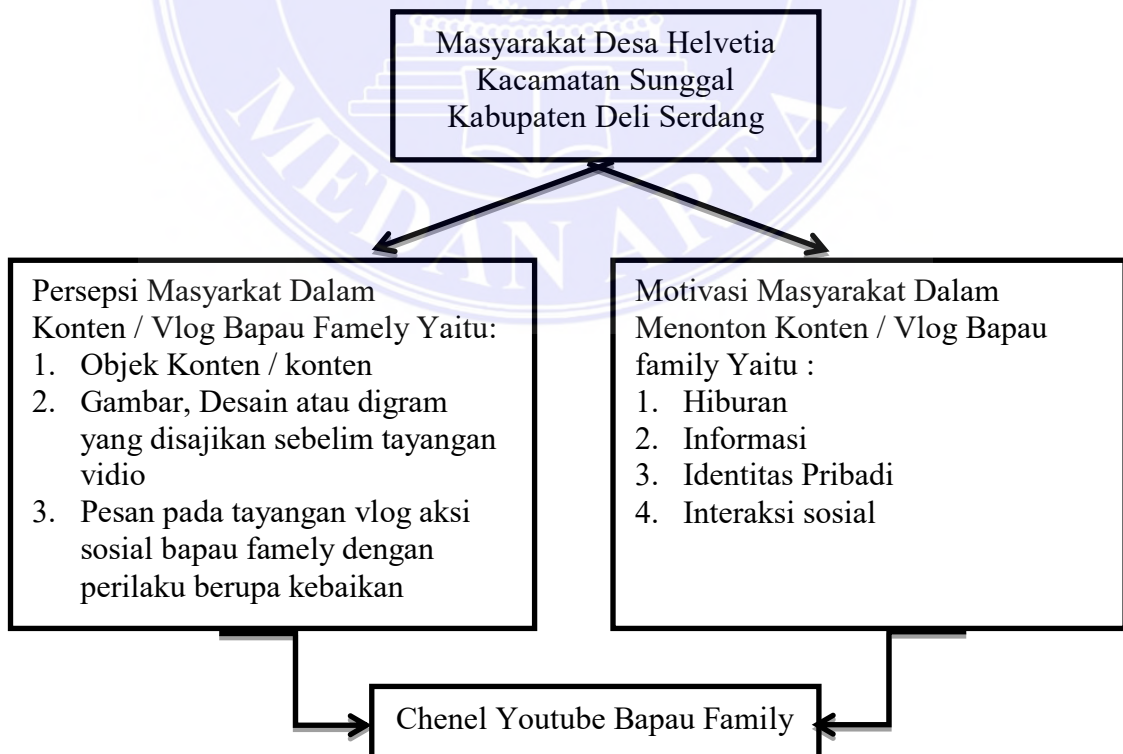 Masyarakat Desa Helvetia
Kacamatan Sunggal
Kabupaten Deli Serdang
MEDAN AREA
Persepsi Masyarkat Dalam
Konten / Vlog Bapau Famely Yaitu:
1. Objek Konten / konten
2. Gambar, Desain atau digram
yang disajikan sebelim tayangan
vidio
3. Pesan pada tayangan vlog aksi
sosial bapau famely dengan
perilaku berupa kebaikan
Motivasi Masyarakat Dalam
Menonton Konten / Vlog Bapau
family Yaitu :
1. Hiburan
2. Informasi
3. Identitas Pribadi
4. Interaksi sosial
Chenel Youtube Bapau Family